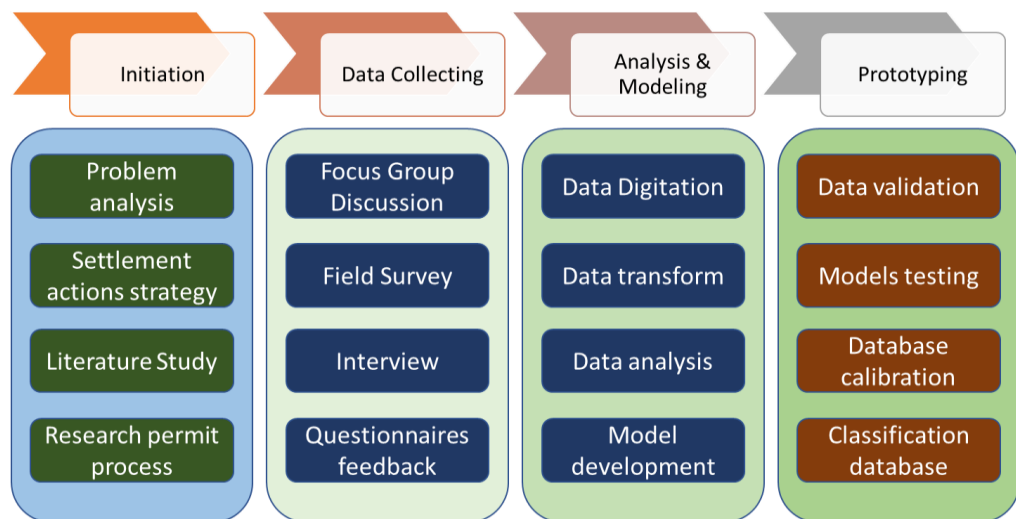 Initiation
Data Collecting
Analysis &
Modeling
Prototyping
Problem
analysis
Settlement
actions strategy
Literature Study
Research permit
process
Focus Group
Discussion
Field Survey
Interview
Questionnaires
feedback
Data Digitation
Data transform
Data analysis
Model
development
Data validation
Models testing
Database
calibration
Classification
database